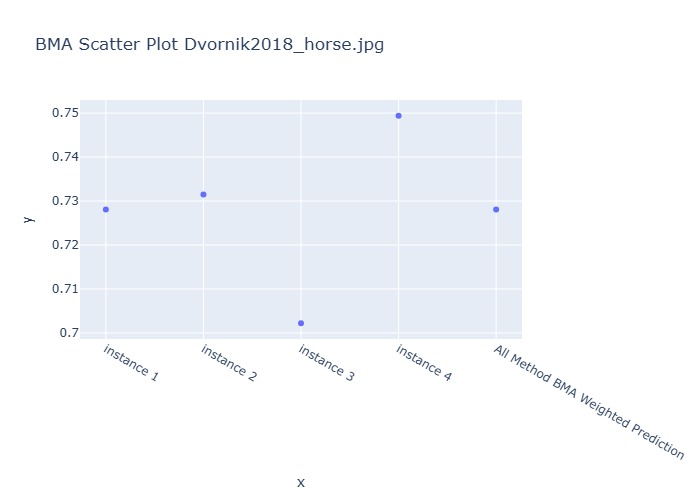 BMA Scatter Plot Dvornik2018_horse.jpg
0.75
0.74
0.73
0.72
0.71
0.7
y
instance 1
instance 2
instance 3
instance 4
All Method BMA Weighted Prediction
x